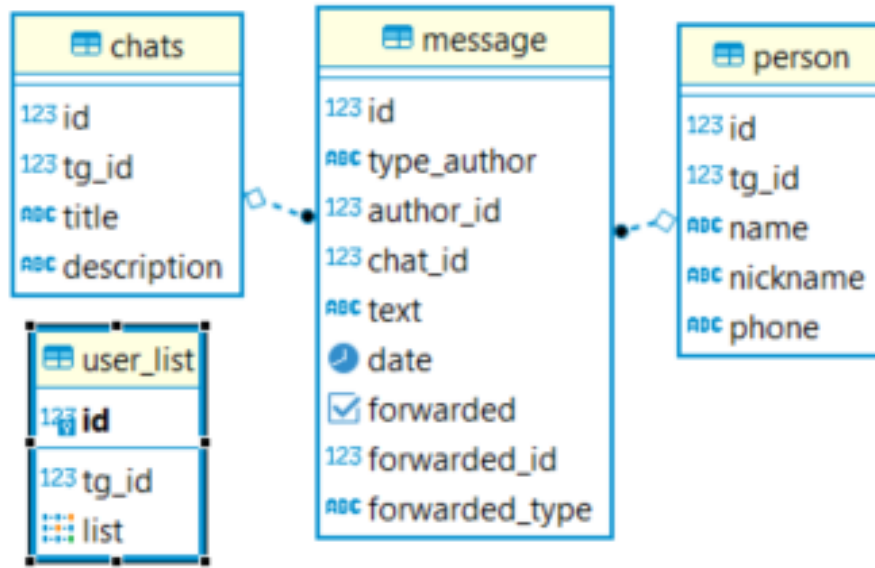 chats
123 id
123 tg_id
ABC title
ABC description
message
123 id
ABC type_author
123 author_id
123 chat_id
ABC text
date
forwarded
123 forwarded_id
ABC forwarded_type
person
123 id
123 tg_id
ABC name
ABC nickname
ABC phone
user_list
123 id
123 tg_id
list